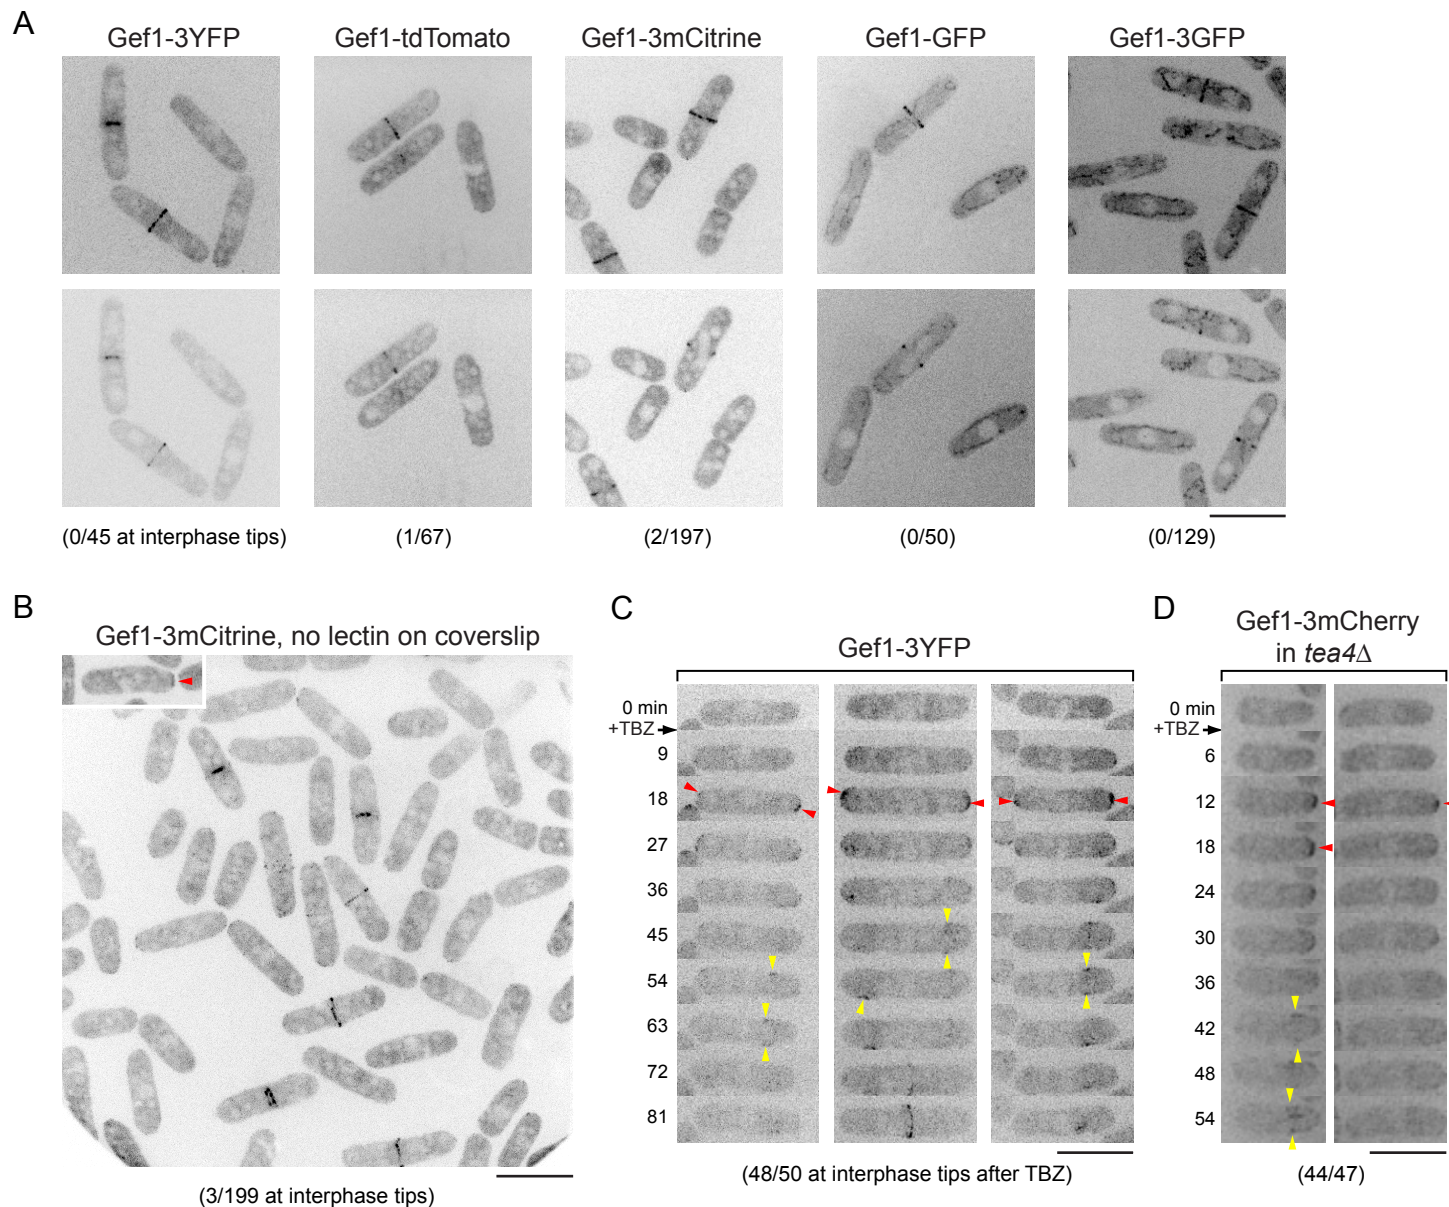 A
Gef1-3YFP
Gef1-tdTomato
Gef1-3mCitrine
Gef1-GFP
Gef1-3GFP
(0/45 at interphase tips)
(1/67)
(2/197)
(0/50)
(0/129)
B
Gef1-3mCitrine, no lectin on coverslip
(3/199 at interphase tips)
C
Gef1-3YFP
0 min
+TBZ
9
18
27
36
45
54
63
72
81
(48/50 at interphase tips after TBZ)
D
Gef1-3mCherry
in tea4Δ
0 min
+TBZ
6
12
18
24
30
36
42
48
54
(44/47)